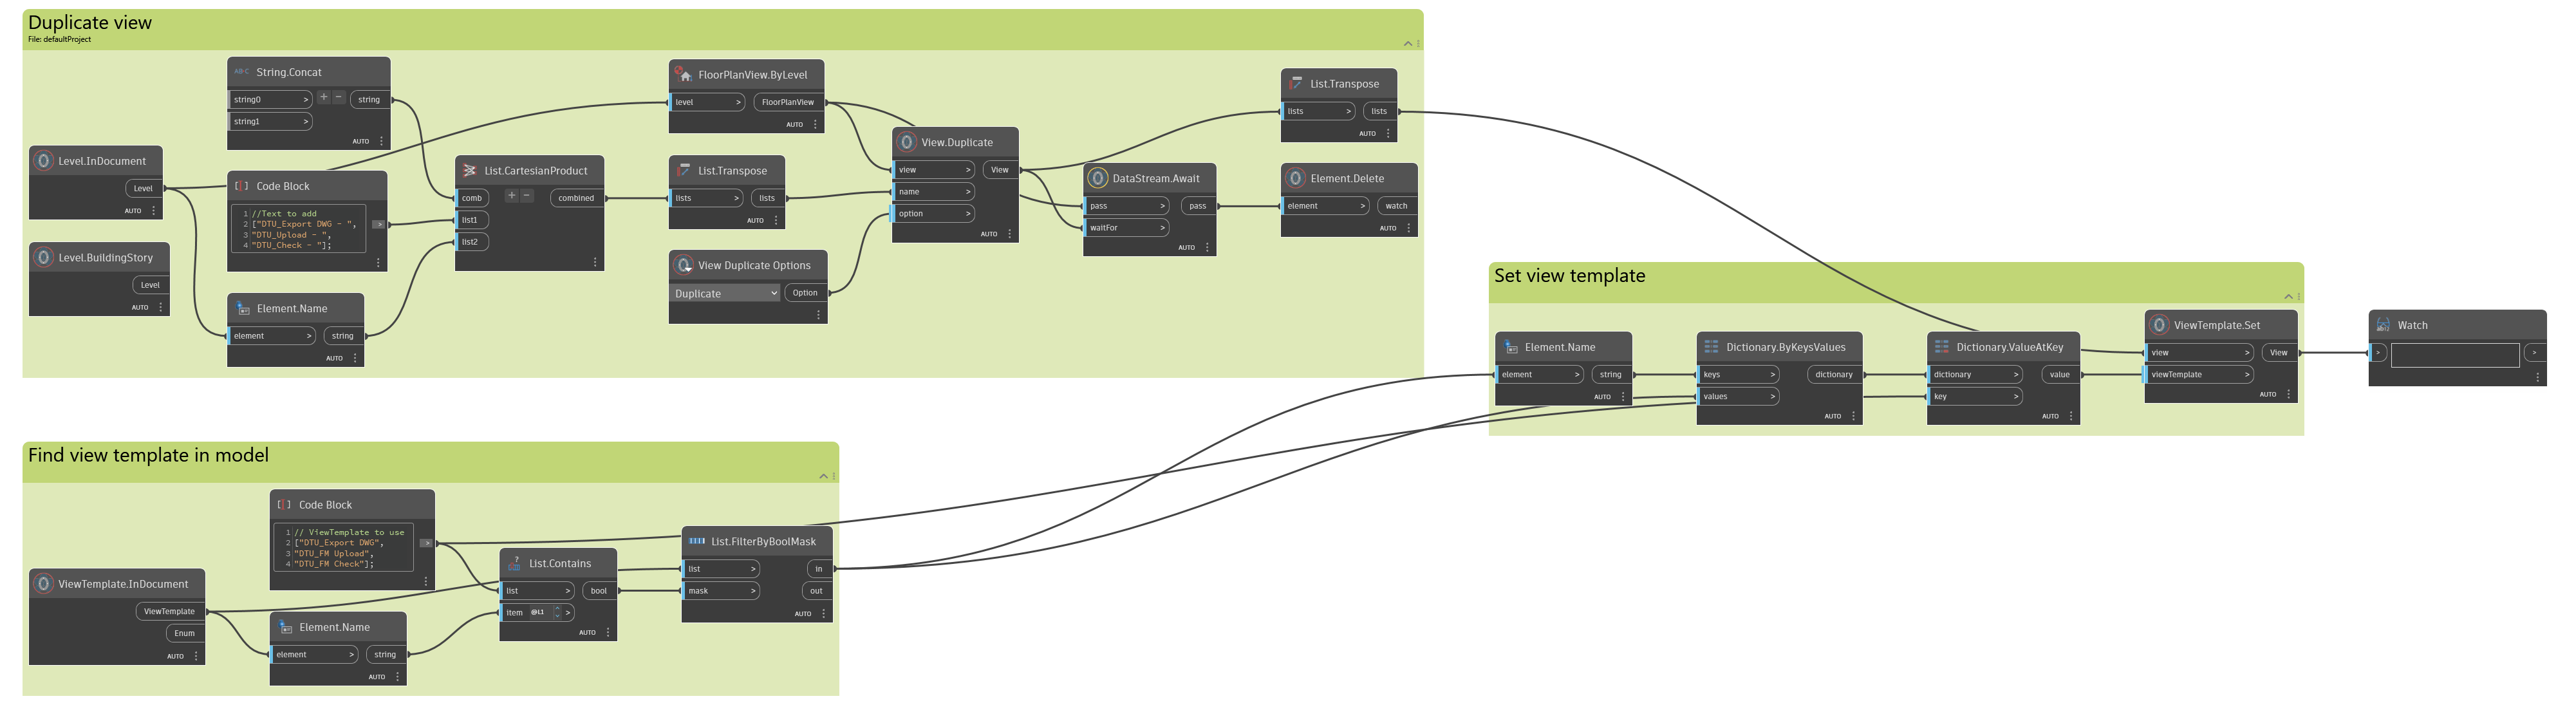 Duplicate view
File: defaultProject
String.Concat
string0 > + − string
string1 >
AUTO
Level.InDocument
Level
AUTO
Level.BuildingStory
Level
AUTO
Code Block
1 //Text to add
2 ["DTU_Export DWG - ",
3 "DTU_Upload - ",
4 "DTU_Check - "];
>
Element.Name
element > string
AUTO
List.CartesianProduct
comb + − combined
list1
list2
FloorPlanView.ByLevel
level > FloorPlanView
AUTO
List.Transpose
lists > lists
AUTO
View Duplicate Options
Duplicate Option
View.Duplicate
view > View
name >
option >
AUTO
DataStream.Await
pass > pass
waitFor >
AUTO
List.Transpose
lists > lists
AUTO
Element.Delete
element > watch
AUTO
Set view template
Element.Name
element > string
AUTO
Dictionary.ByKeysValues
keys > dictionary
values >
AUTO
Dictionary.ValueAtKey
dictionary > value
key >
AUTO
ViewTemplate.Set
view > View
viewTemplate >
AUTO
Watch
> >
Find view template in model
Code Block
1 // ViewTemplate to use
2 ["DTU_Export DWG",
3 "DTU_FM Upload",
4 "DTU_FM Check"];
>
ViewTemplate.InDocument
ViewTemplate
Enum
AUTO
Element.Name
element > string
AUTO
List.Contains
list > bool
item @L1 >
AUTO
List.FilterByBoolMask
list > in
mask > out
AUTO